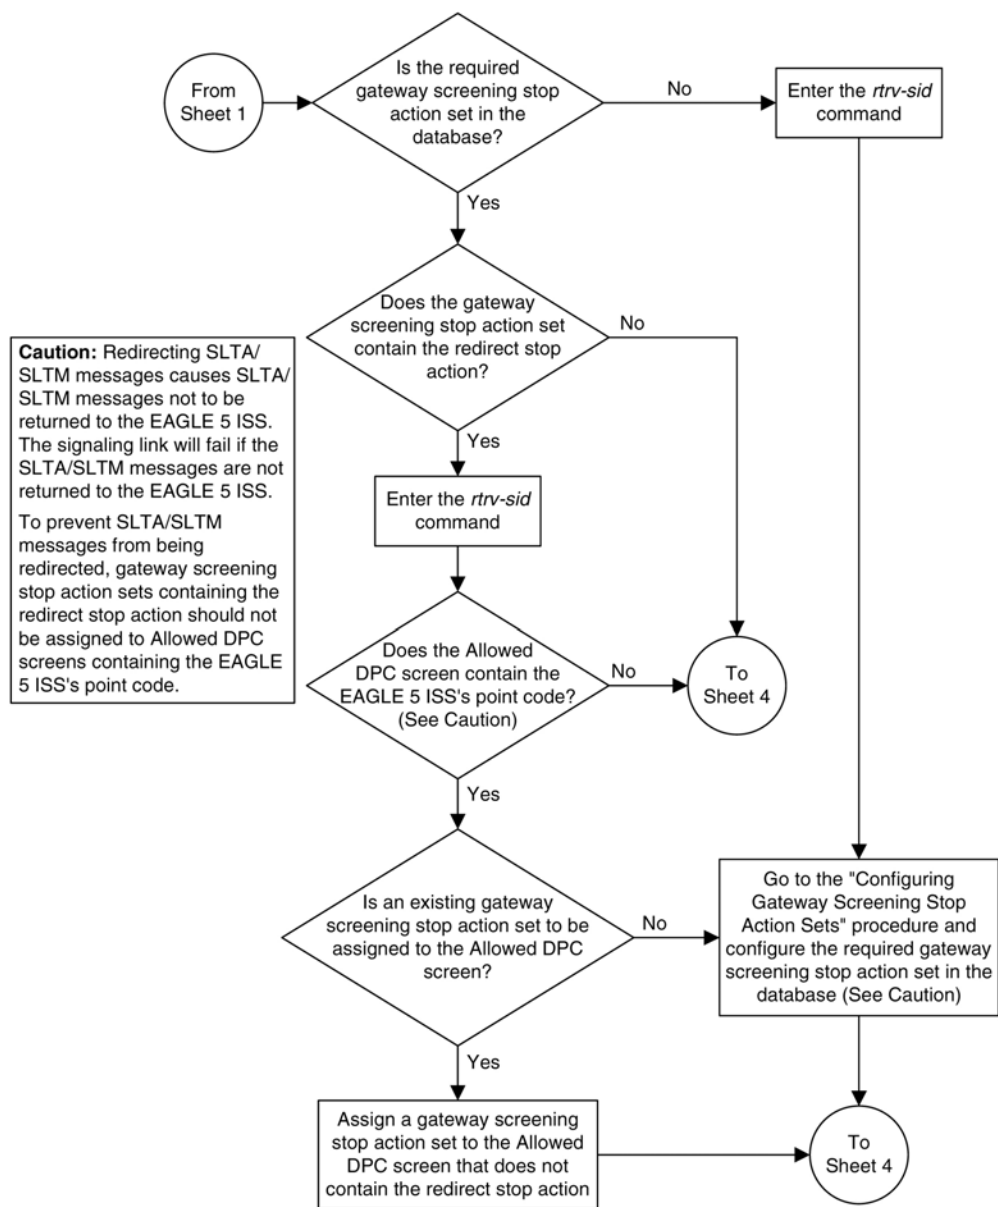 From
Sheet 1
Is the required
gateway screening stop
action set in the
database?
No
Enter the rtrv-sid
command
Yes
Does the gateway
screening stop action set
contain the redirect stop
action?
No
Caution: Redirecting SLTA/
SLTM messages causes SLTA/
SLTM messages not to be
returned to the EAGLE 5 ISS.
The signaling link will fail if the
SLTA/SLTM messages are not
returned to the EAGLE 5 ISS.
To prevent SLTA/SLTM
messages from being
redirected, gateway screening
stop action sets containing the
redirect stop action should not
be assigned to Allowed DPC
screens containing the EAGLE
5 ISS's point code.
Yes
Enter the rtrv-sid
command
Does the Allowed
DPC screen contain the
EAGLE 5 ISS's point code?
(See Caution)
No
To
Sheet 4
Yes
Is an existing gateway
screening stop action set to be
assigned to the Allowed DPC
screen?
No
Go to the "Configuring
Gateway Screening Stop
Action Sets" procedure and
configure the required gateway
screening stop action set in the
database (See Caution)
Yes
Assign a gateway screening
stop action set to the Allowed
DPC screen that does not
contain the redirect stop action
To
Sheet 4